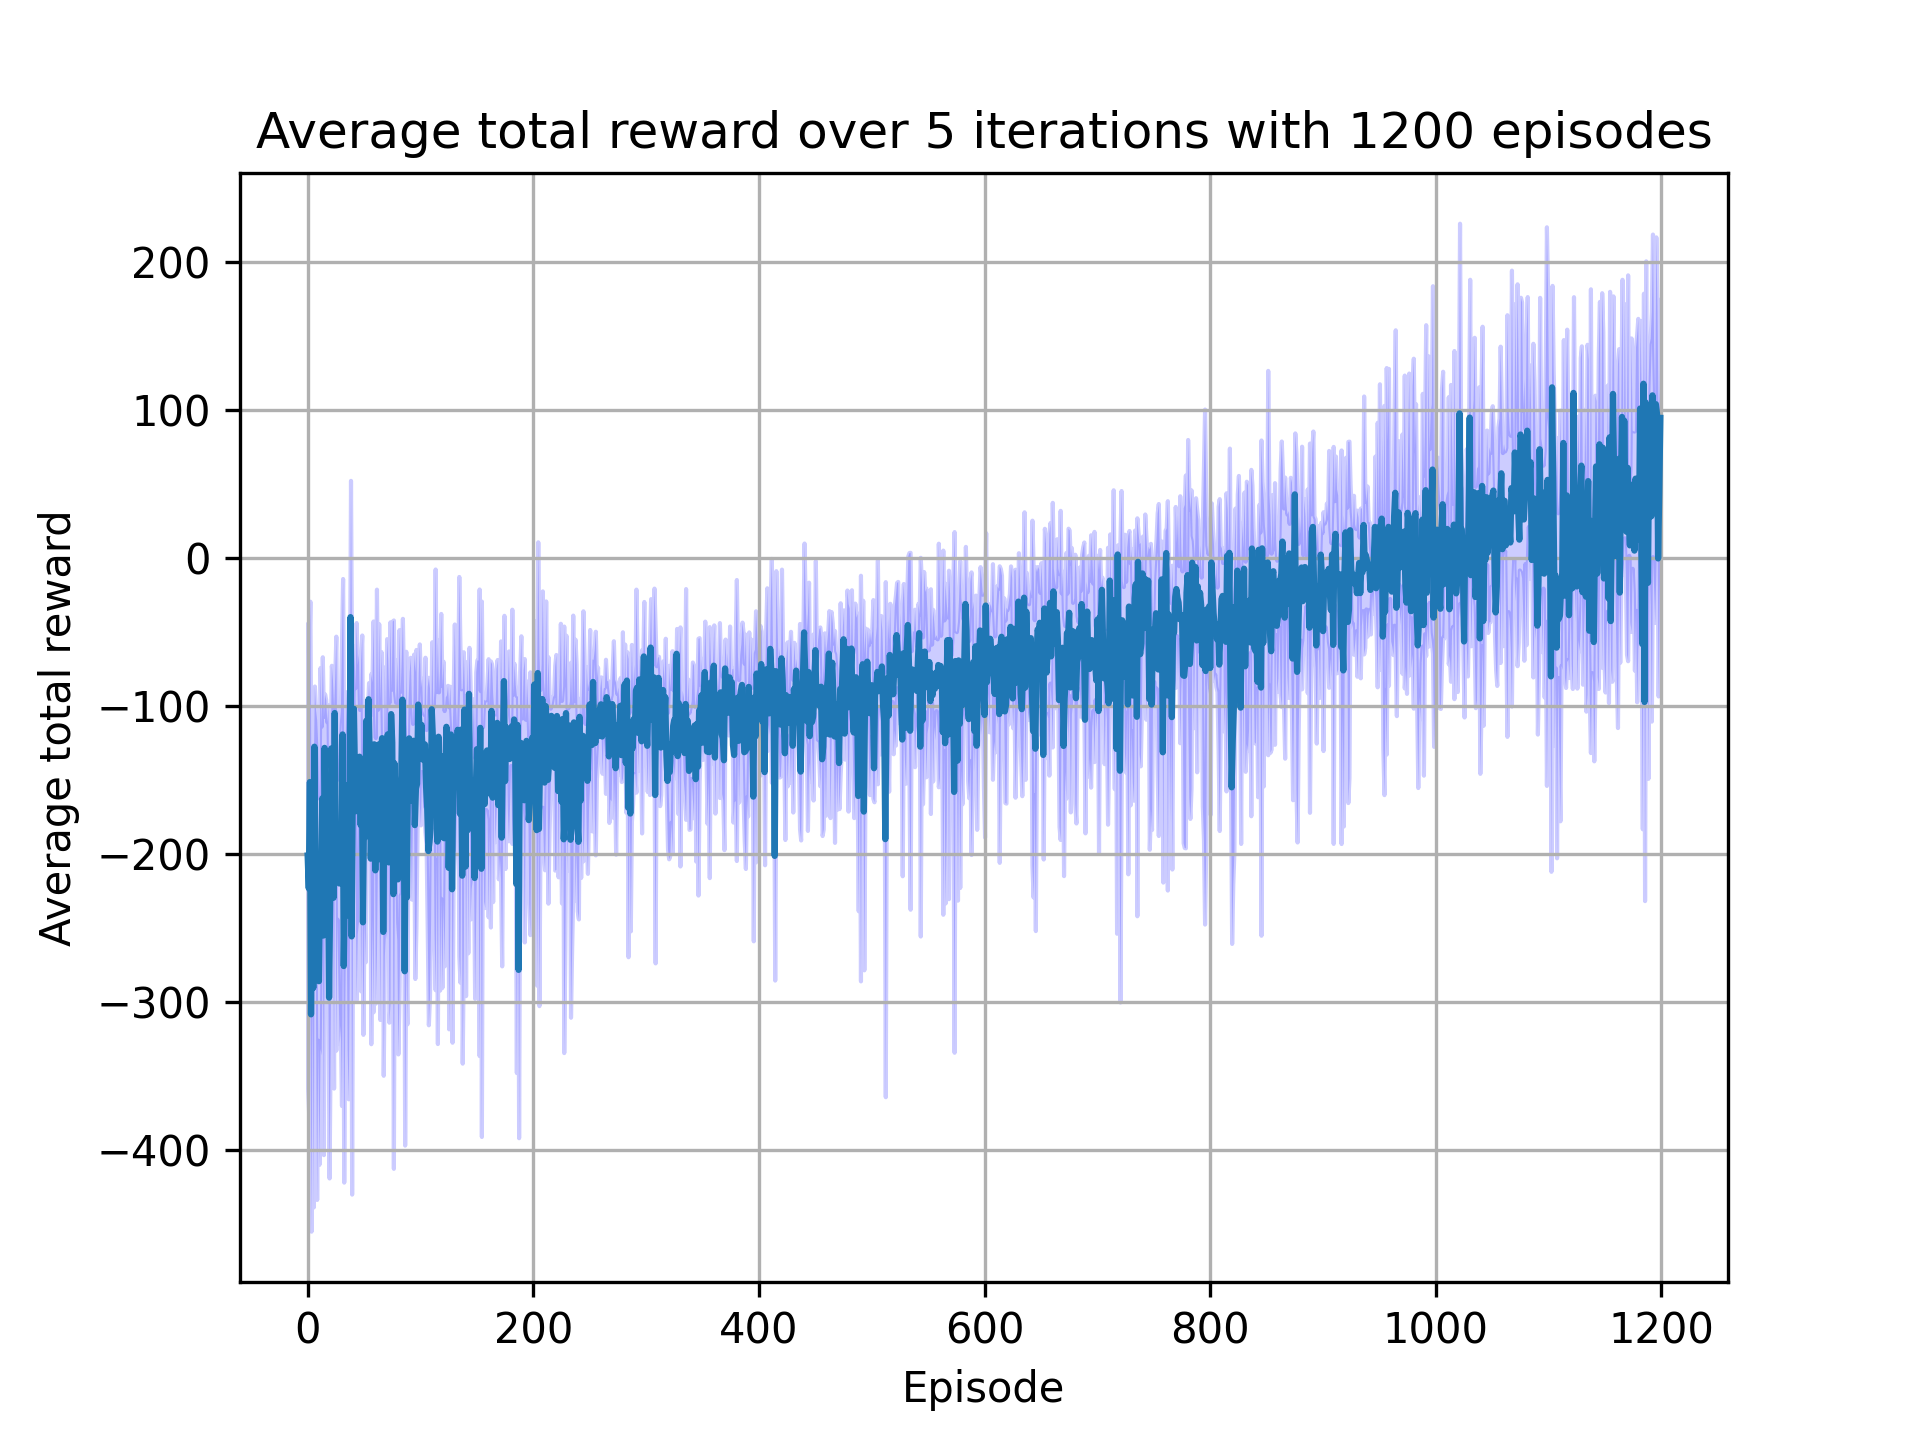 Average total reward over 5 iterations with 1200 episodes
200
100
0
−100
−200
−300
−400
Average total reward
0 200 400 600 800 1000 1200
Episode